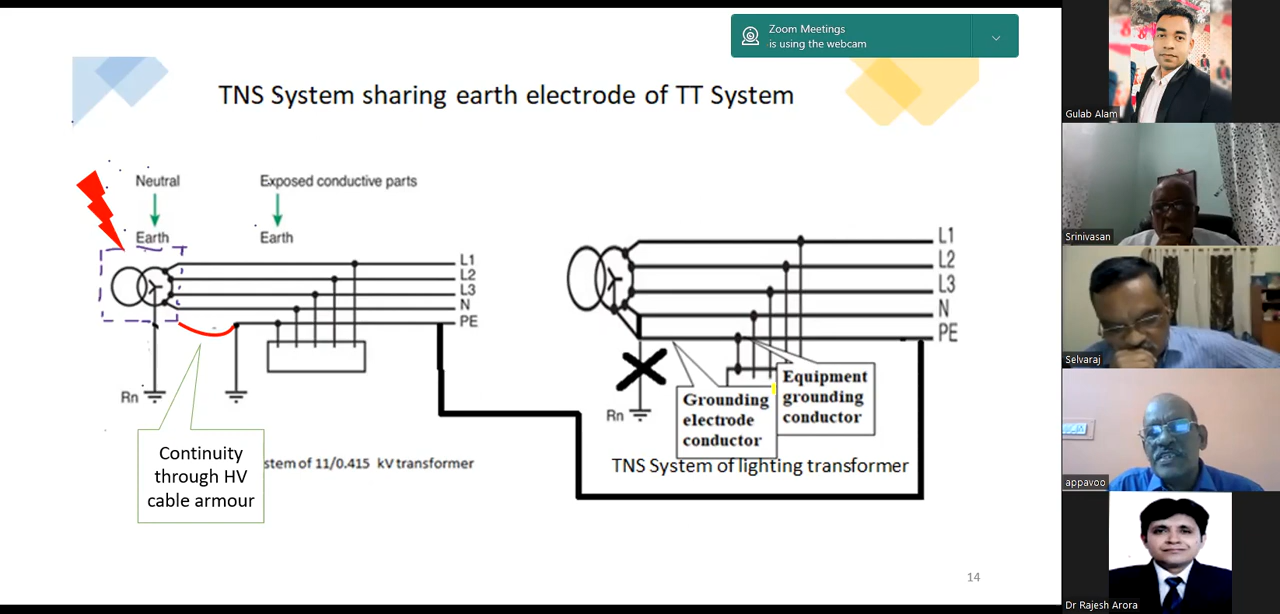 Zoom Meetings
is using the webcam
TNS System sharing earth electrode of TT System
Neutral
Exposed conductive parts
Earth
Earth
L1
L2
L3
N
PE
Rn
Continuity
through HV
cable armour
stem of 11/0.415 kV transformer
L1
L2
L3
N
PE
Rn
Grounding
electrode
conductor
Equipment
grounding
conductor
TNS System of lighting transformer
14
Gulab Alam
Srinivasan
Selvaraj
appavoo
Dr Rajesh Arora